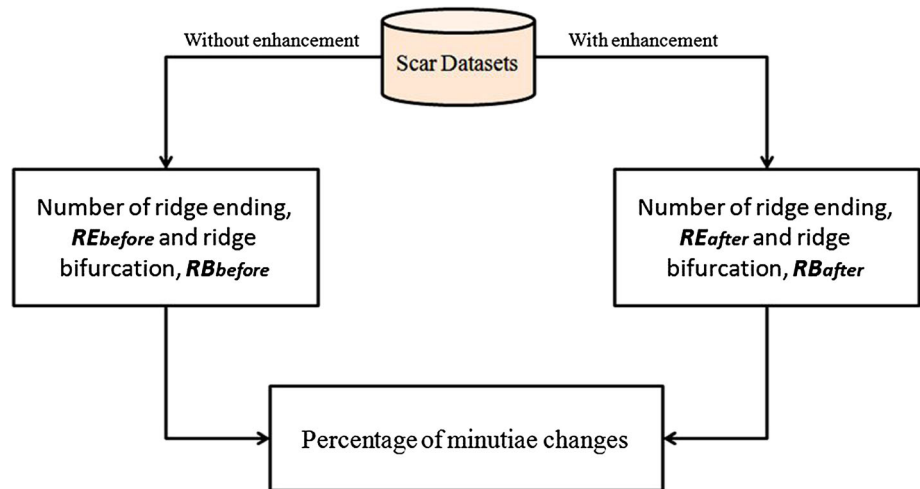 Without enhancement
With enhancement
Scar Datasets
Number of ridge ending,
REbefore and ridge
bifurcation, RBbefore
Number of ridge ending,
REafter and ridge
bifurcation, RBafter
Percentage of minutiae changes